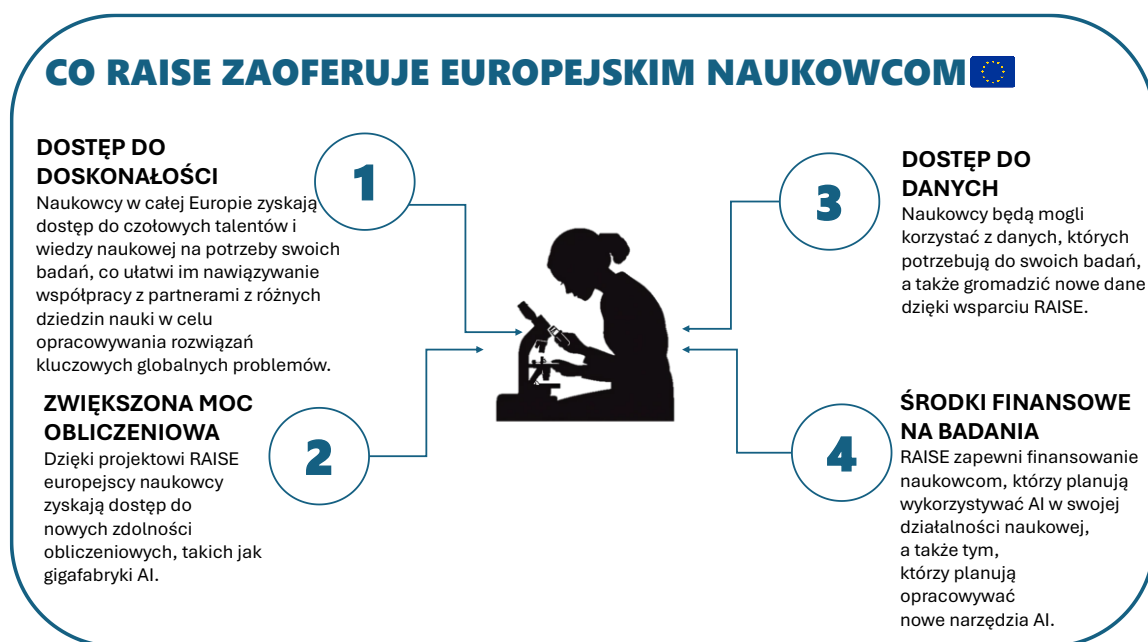 CO RAISE ZAOFERUJE EUROPEJSKIM NAUKOWCOM
1
DOSTĘP DO
DOSKONAŁOŚCI
Naukowcy w całej Europie zyskają
dostęp do czołowych talentów i
wiedzy naukowej na potrzeby swoich
badań, co ułatwi im nawiązywanie
współpracy z partnerami z różnych
dziedzin nauki w celu
opracowywania rozwiązań
kluczowych globalnych problemów.
2
ZWIĘKSZONA MOC
OBLICZENIOWA
Dzięki projektowi RAISE
europejscy naukowcy
zyskają dostęp do
nowych zdolności
obliczeniowych, takich jak
gigafabryki AI.
3
DOSTĘP DO
DANYCH
Naukowcy będą mogli
korzystać z danych, których
potrzebują do swoich badań,
a także gromadzić nowe dane
dzięki wsparciu RAISE.
4
ŚRODKI FINANSOWE
NA BADANIA
RAISE zapewni finansowanie
naukowcom, którzy planują
wykorzystywać AI w swojej
działalności naukowej,
a także tym,
którzy planują
opracowywać
nowe narzędzia AI.